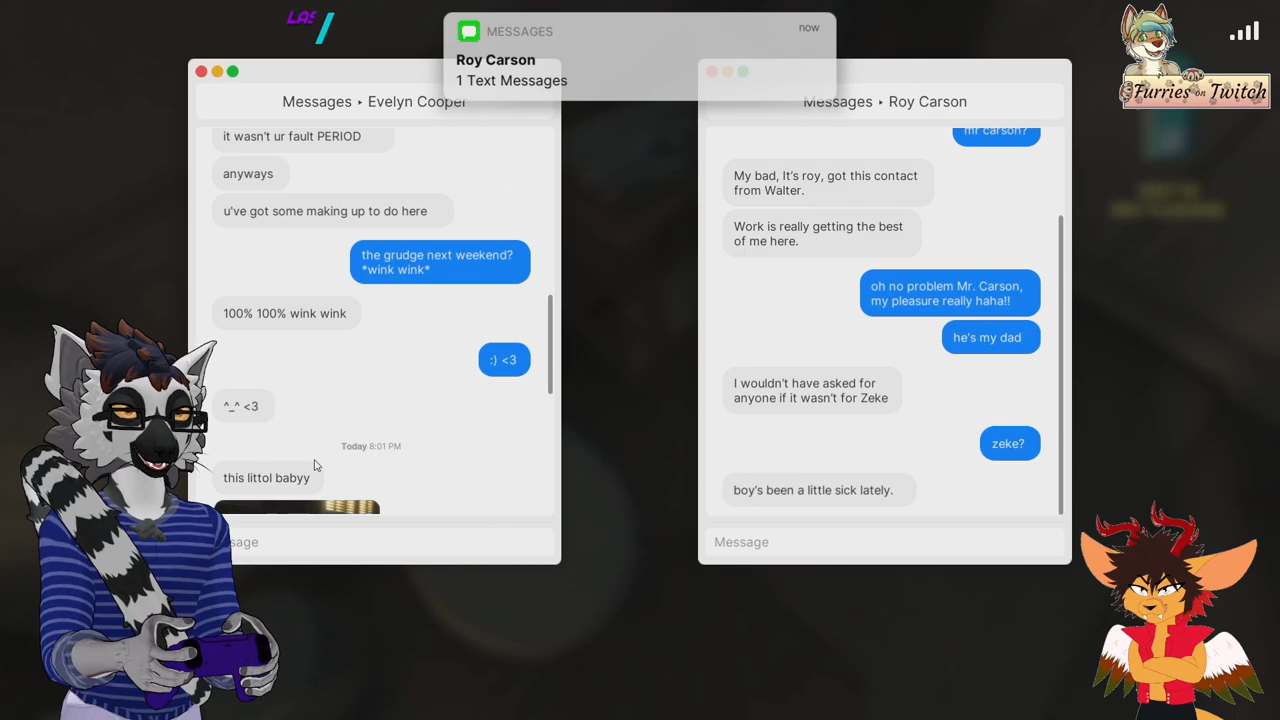 LAS
MESSAGES
now
Roy Carson
1 Text Messages
Furries on Twitch
Messages ‣ Evelyn Cooper
it wasn't ur fault PERIOD
anyways
u've got some making up to do here
the grudge next weekend?
*wink wink*
100% 100% wink wink
:) <3
^_^ <3
Today 8:01 PM
this littol babyy
sage
Messages ‣ Roy Carson
mr carson?
My bad, It's roy, got this contact
from Walter.
Work is really getting the best
of me here.
oh no problem Mr. Carson,
my pleasure really haha!!
he's my dad
I wouldn't have asked for
anyone if it wasn't for Zeke
zeke?
boy's been a little sick lately.
Message